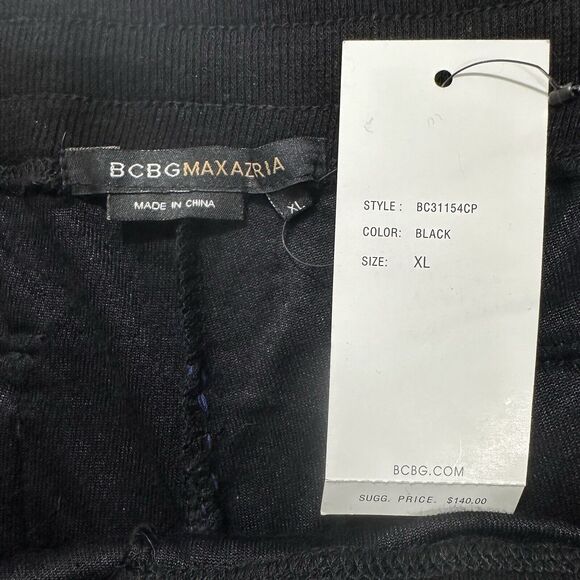 BCBGMAXAZRIA
MADE IN CHINA
XL
STYLE : BC31154CP
COLOR: BLACK
SIZE: XL
BCBG.COM
SUGG. PRICE. $140.00